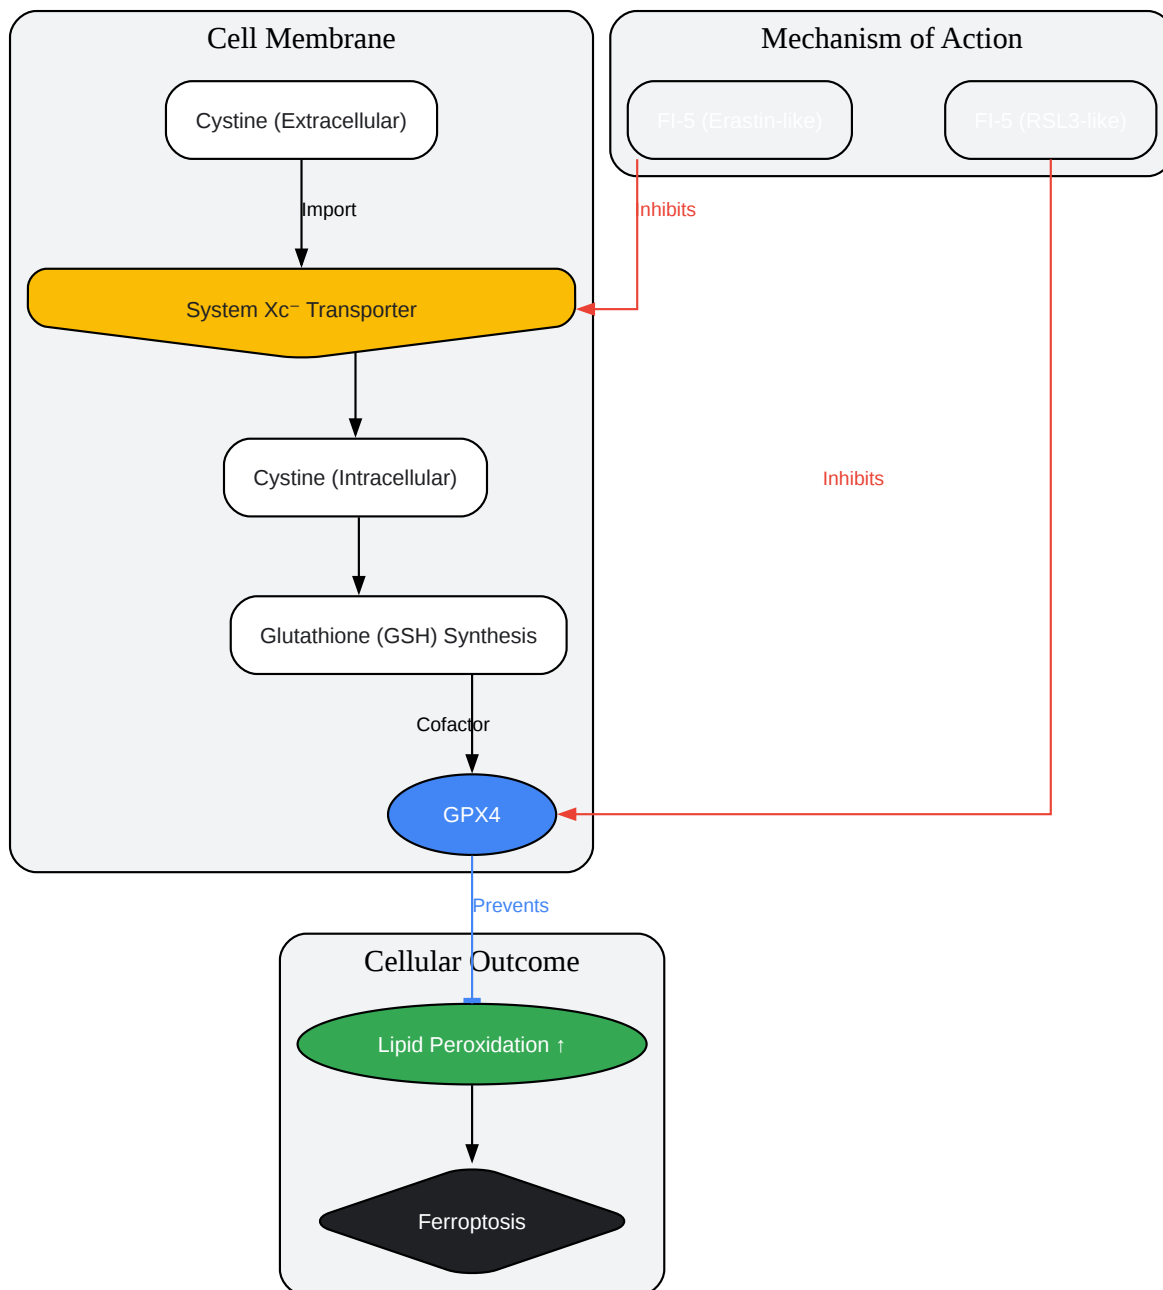 Cell Membrane
Mechanism of Action
Cystine (Extracellular)
FI-5 (Erastin-like)
FI-5 (RSL3-like)
Import
Inhibits
System Xc⁻ Transporter
Cystine (Intracellular)
Inhibits
Glutathione (GSH) Synthesis
Cofactor
GPX4
Prevents
Cellular Outcome
Lipid Peroxidation ↑
Ferroptosis